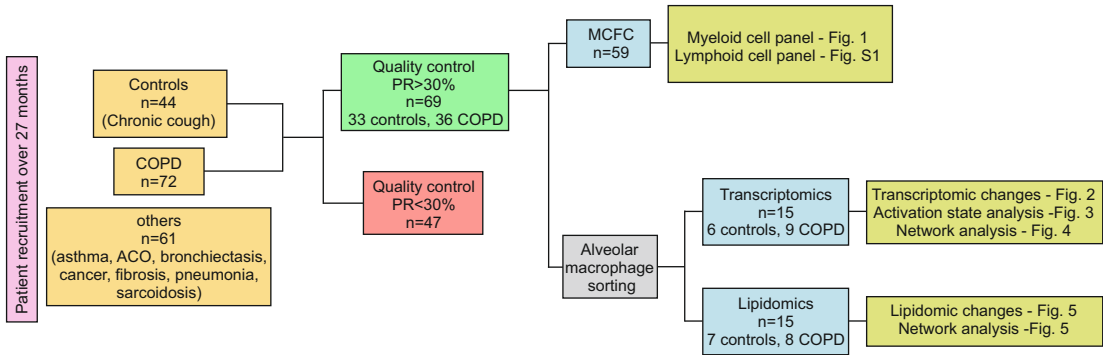 Patient recruitment over 27 months
Controls
n=44
(Chronic cough)
COPD
n=72
others
n=61
(asthma, ACO, bronchiectasis,
cancer, fibrosis, pneumonia,
sarcoidosis)
Quality control
PR>30%
n=69
33 controls, 36 COPD
Quality control
PR<30%
n=47
MCFC
n=59
Myeloid cell panel - Fig. 1
Lymphoid cell panel - Fig. S1
Alveolar
macrophage
sorting
Transcriptomics
n=15
6 controls, 9 COPD
Transcriptomic changes - Fig. 2
Activation state analysis -Fig. 3
Network analysis - Fig. 4
Lipidomics
n=15
7 controls, 8 COPD
Lipidomic changes - Fig. 5
Network analysis -Fig. 5